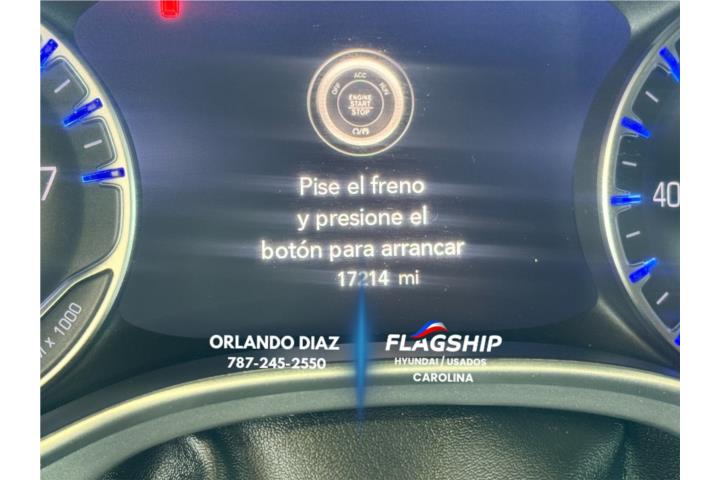 OFF ACC RUN
ENGINE
START
STOP
Pise el freno
y presione el
botón para arrancar
17214 mi
7
40
x 1000
ORLANDO DIAZ
787-245-2550
FLAGSHIP
HYUNDAI / USADOS
CAROLINA